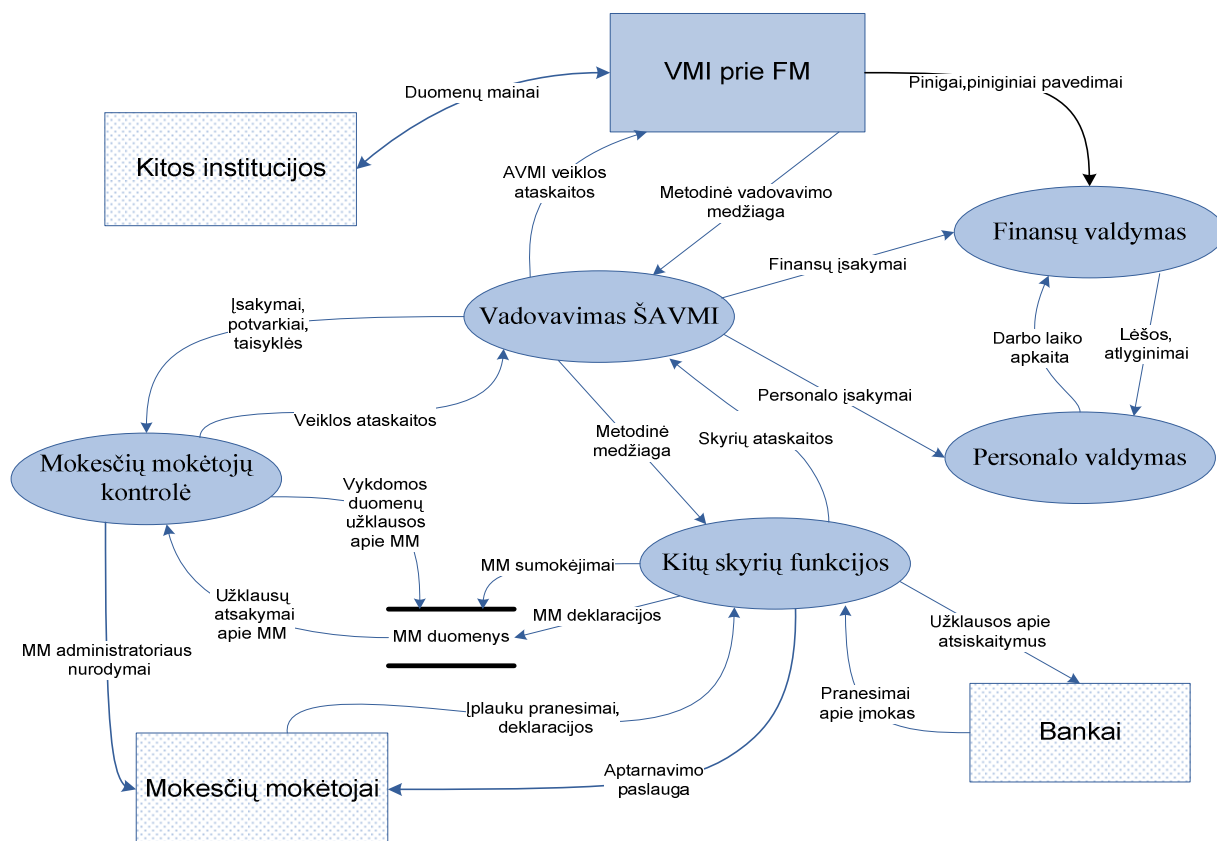 VMI prie FM
Pinigai,piniginiai pavedimai
Duomenų mainai
Kitos institucijos
AVMI veiklos
ataskaitos
Metodinė vadovavimo
medžiaga
Finansų valdymas
Finansų įsakymai
Įsakymai,
potvarkiai,
taisyklės
Vadovavimas ŠAVMI
Darbo laiko
apkaita
Lėšos,
atlyginimai
Veiklos ataskaitos
Personalo įsakymai
Metodinė
medžiaga
Skyrių ataskaitos
Mokesčių mokėtojų
kontrolė
Personalo valdymas
Vykdomos
duomenų
užklausos
apie MM
MM sumokėjimai
Kitų skyrių funkcijos
Užklausų
atsakymai
apie MM
MM duomenys
MM deklaracijos
Užklausos apie
atsiskaitymus
MM administratoriaus
nurodymai
Įplauku pranesimai,
deklaracijos
Pranesimai
apie įmokas
Bankai
Mokesčių mokėtojai
Aptarnavimo
paslauga